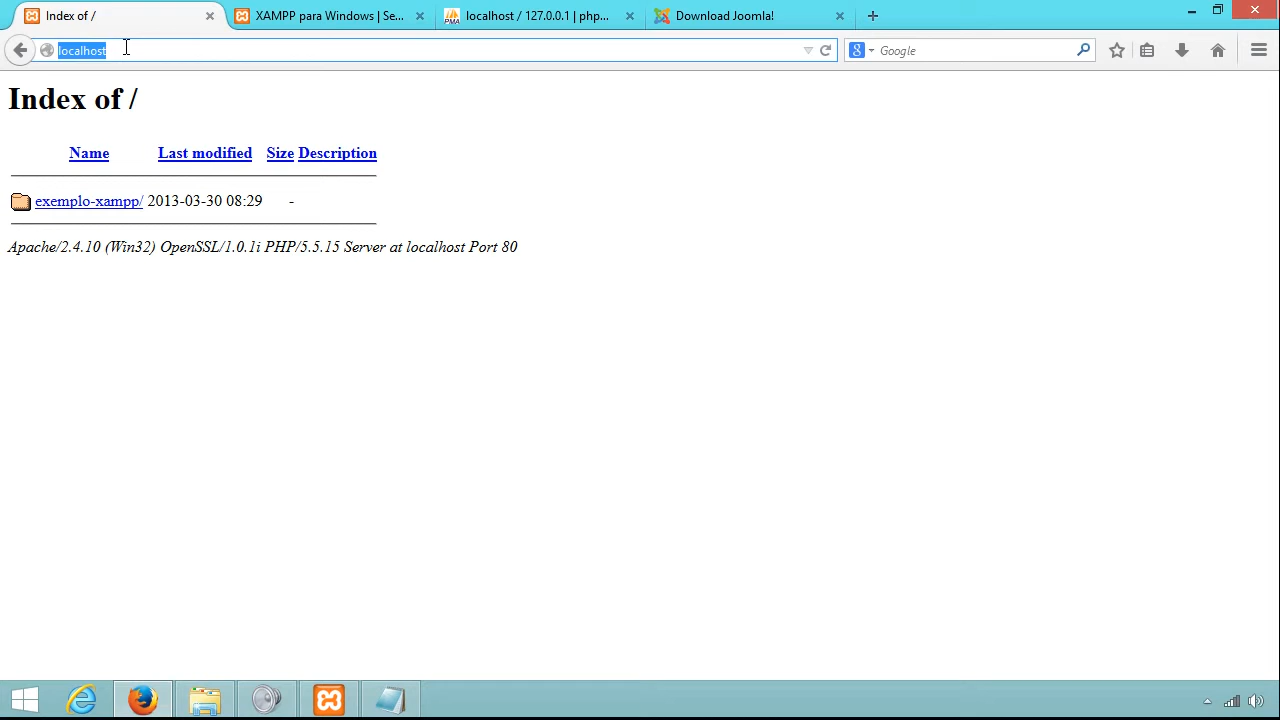 Index of /
XAMPP para Windows | Se...
localhost / 127.0.0.1 | php...
Download Joomla!
localhost
Google
Index of /
Name Last modified Size Description
exemplo-xampp/ 2013-03-30 08:29 -
Apache/2.4.10 (Win32) OpenSSL/1.0.1i PHP/5.5.15 Server at localhost Port 80